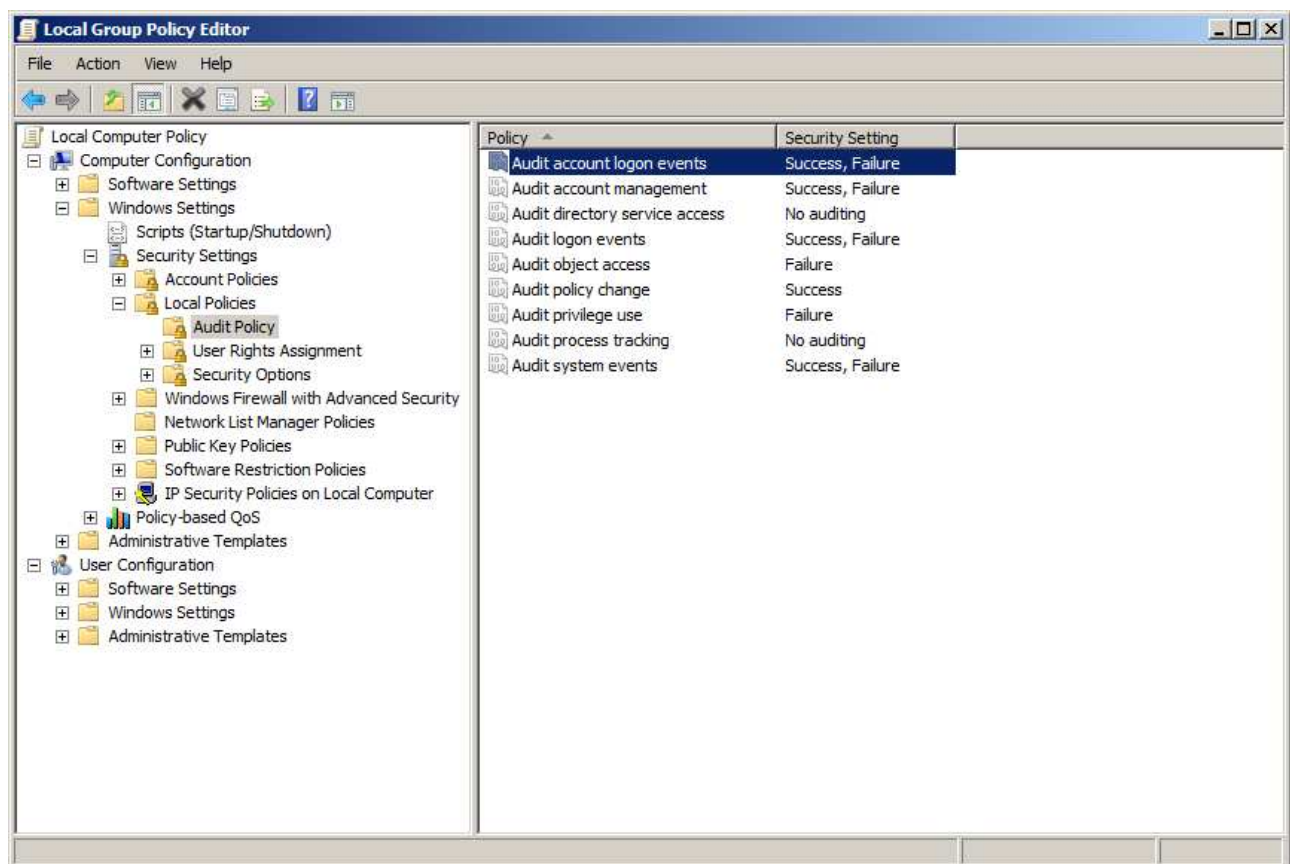 Local Group Policy Editor
File Action View Help
Local Computer Policy
Computer Configuration
Software Settings
Windows Settings
Scripts (Startup/Shutdown)
Security Settings
Account Policies
Local Policies
Audit Policy
User Rights Assignment
Security Options
Windows Firewall with Advanced Security
Network List Manager Policies
Public Key Policies
Software Restriction Policies
IP Security Policies on Local Computer
Policy-based QoS
Administrative Templates
User Configuration
Software Settings
Windows Settings
Administrative Templates
Policy Security Setting
Audit account logon events Success, Failure
Audit account management Success, Failure
Audit directory service access No auditing
Audit logon events Success, Failure
Audit object access Failure
Audit policy change Success
Audit privilege use Failure
Audit process tracking No auditing
Audit system events Success, Failure